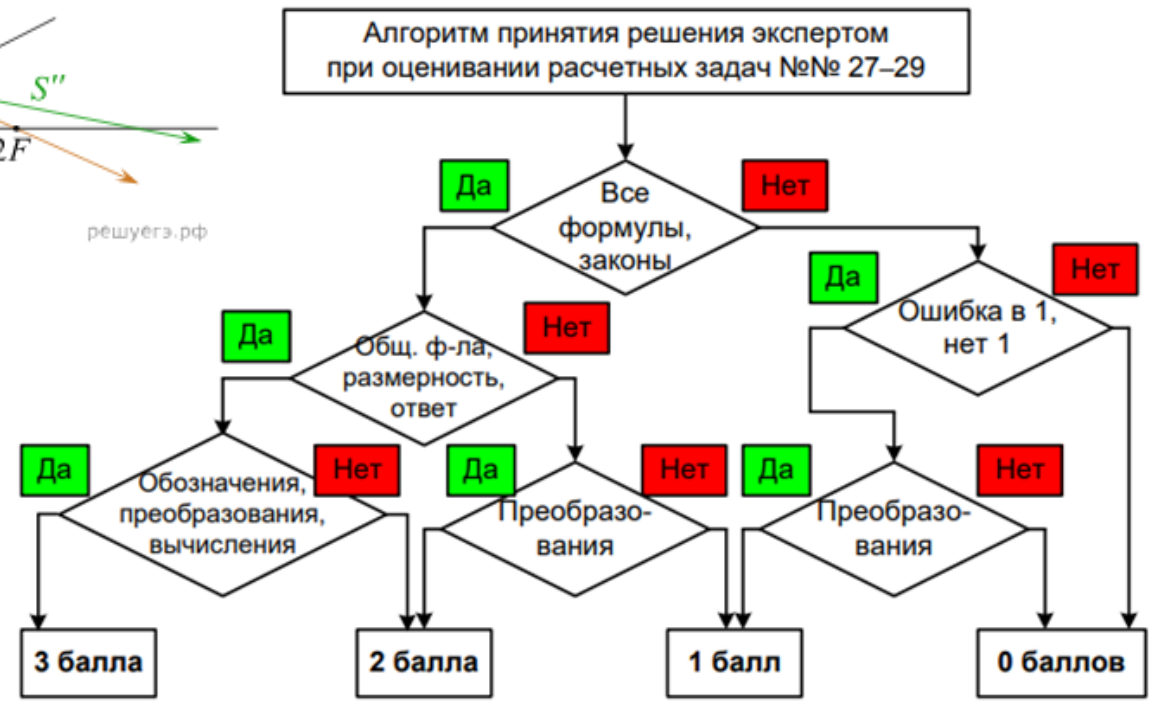 Алгоритм принятия решения экспертом
при оценивании расчетных задач №№ 27–29
S″
2F
решуегэ.рф
Да
Нет
Все
формулы,
законы
Да
Нет
Ошибка в 1,
нет 1
Да
Нет
Общ. ф-ла,
размерность,
ответ
Да
Нет
Обозначения,
преобразования,
вычисления
Да
Нет
Преобразо-
вания
Да
Нет
Преобразо-
вания
3 балла
2 балла
1 балл
0 баллов